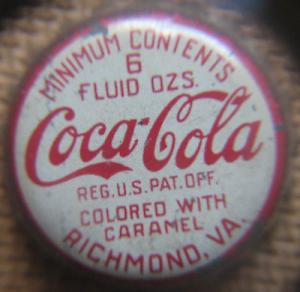 MINIMUM CONTENTS
6
FLUID OZS.
Coca-Cola
REG. U.S. PAT. OFF.
COLORED WITH
CARAMEL
RICHMOND, VA.